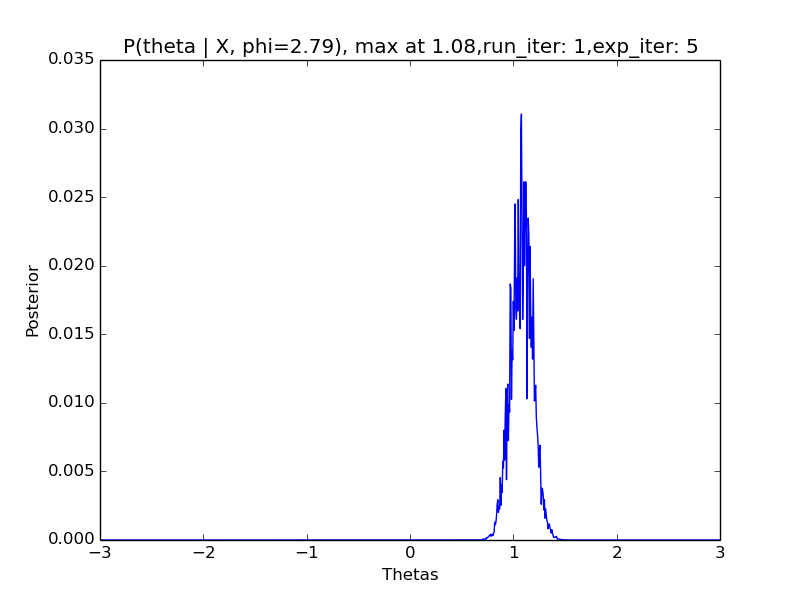 P(theta | X, phi=2.79), max at 1.08,run_iter: 1,exp_iter: 5
0.035
0.030
0.025
0.020
0.015
0.010
0.005
0.000
Posterior
−3 −2 −1 0 1 2 3
Thetas